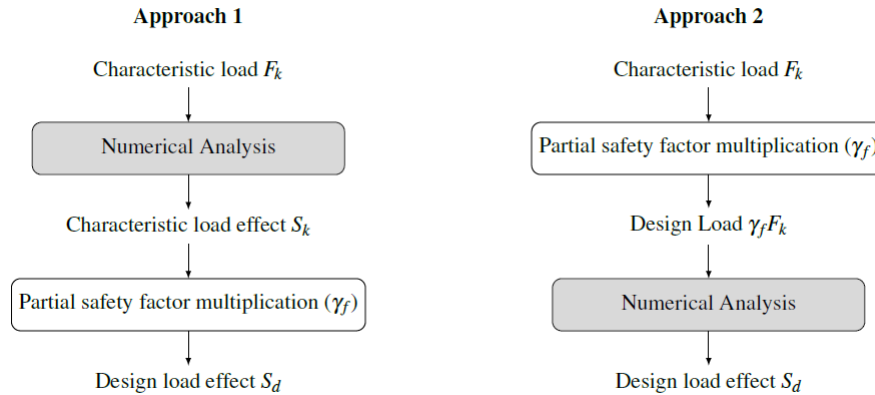 Approach 1
Characteristic load F_k
Numerical Analysis
Characteristic load effect S_k
Partial safety factor multiplication (γ_f)
Design load effect S_d
Approach 2
Characteristic load F_k
Partial safety factor multiplication (γ_f)
Design Load γ_f F_k
Numerical Analysis
Design load effect S_d